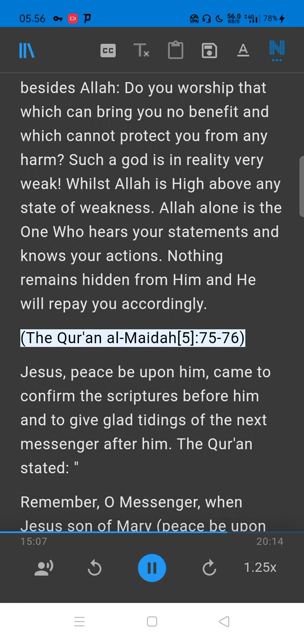 05.56
56.0
KB/S
78%
CC
A
N
besides Allah: Do you worship that
which can bring you no benefit and
which cannot protect you from any
harm? Such a god is in reality very
weak! Whilst Allah is High above any
state of weakness. Allah alone is the
One Who hears your statements and
knows your actions. Nothing
remains hidden from Him and He
will repay you accordingly.
(The Qur'an al-Maidah[5]:75-76)
Jesus, peace be upon him, came to
confirm the scriptures before him
and to give glad tidings of the next
messenger after him. The Qur'an
stated: "
Remember, O Messenger, when
Jesus son of Mary (peace be upon
15:07
20:14
1.25x